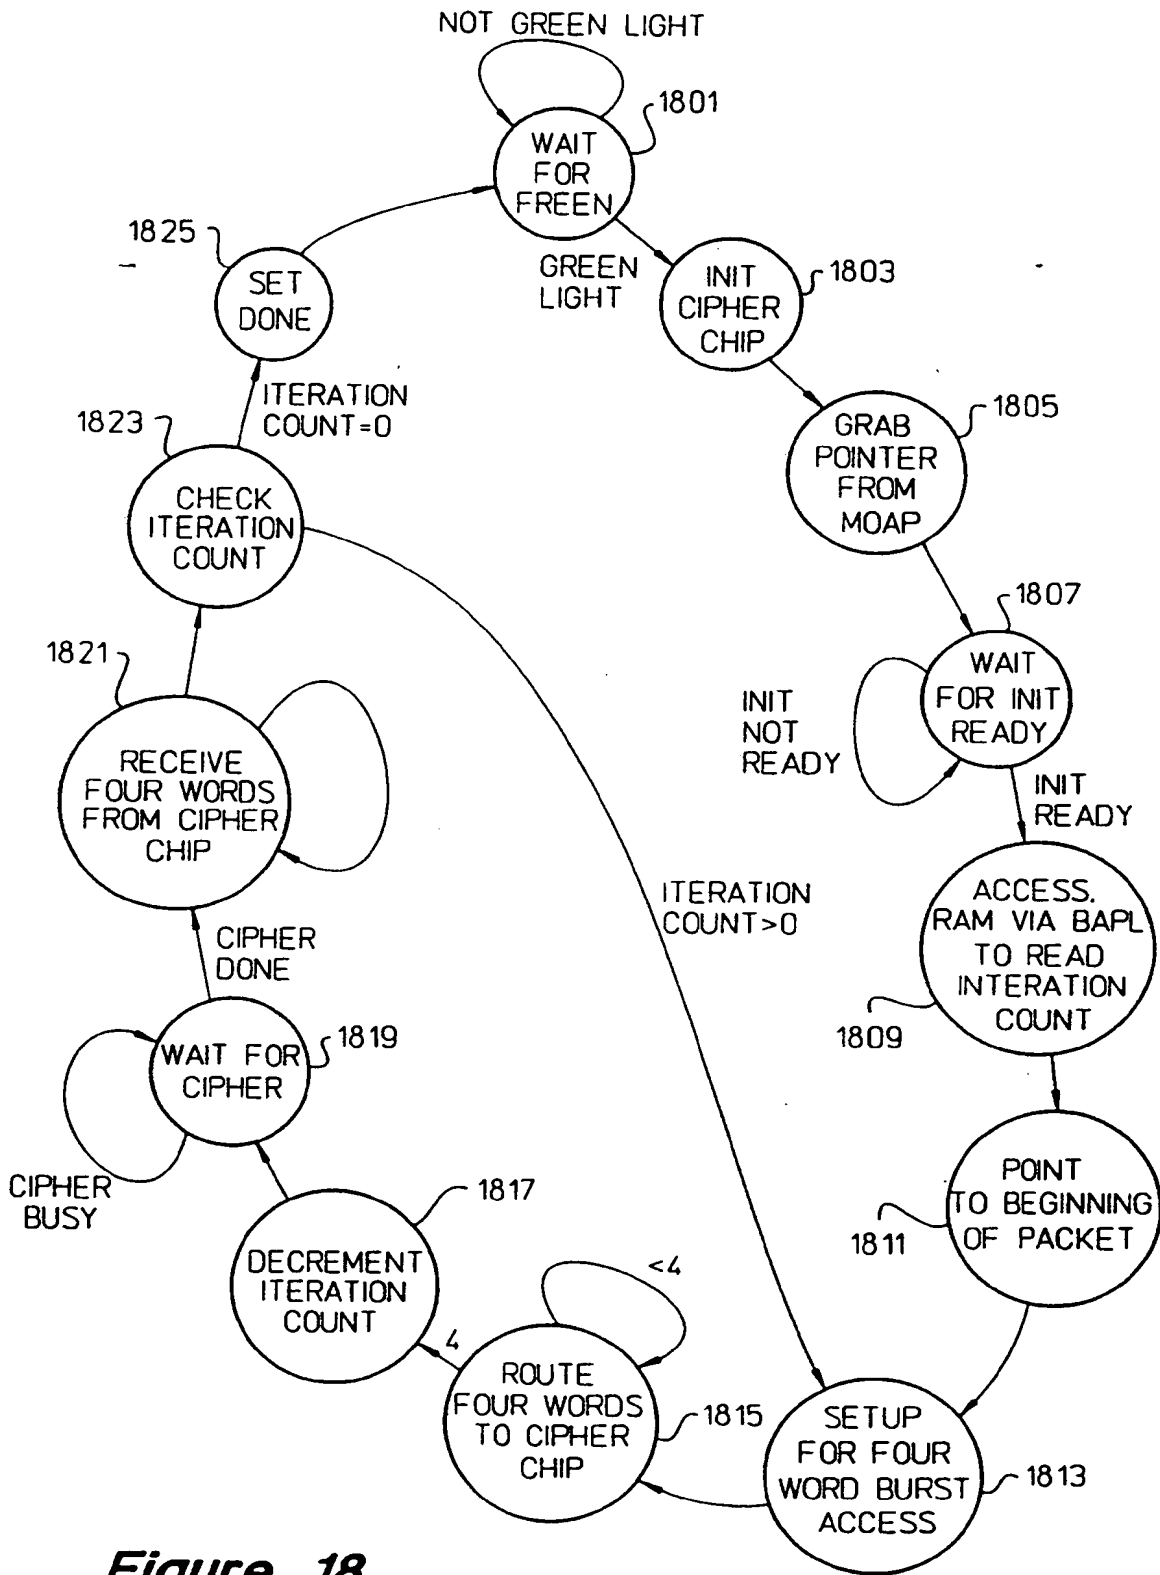 NOT GREEN LIGHT
1801
WAIT
FOR
FREEN
GREEN
LIGHT
INIT
CIPHER
CHIP
1803
GRAB
POINTER
FROM
MOAP
1805
1807
WAIT
FOR INIT
READY
INIT
NOT
READY
INIT
READY
ACCESS.
RAM VIA BAPL
TO READ
INTERATION
COUNT
1809
POINT
TO BEGINNING
OF PACKET
1811
SETUP
FOR FOUR
WORD BURST
ACCESS
1813
ROUTE
FOUR WORDS
TO CIPHER
CHIP
1815
<4
4
1817
DECREMENT
ITERATION
COUNT
WAIT FOR
CIPHER
1819
CIPHER
BUSY
CIPHER
DONE
1821
RECEIVE
FOUR WORDS
FROM CIPHER
CHIP
1823
CHECK
ITERATION
COUNT
ITERATION
COUNT>0
ITERATION
COUNT=0
1825
SET
DONE
Figure 18